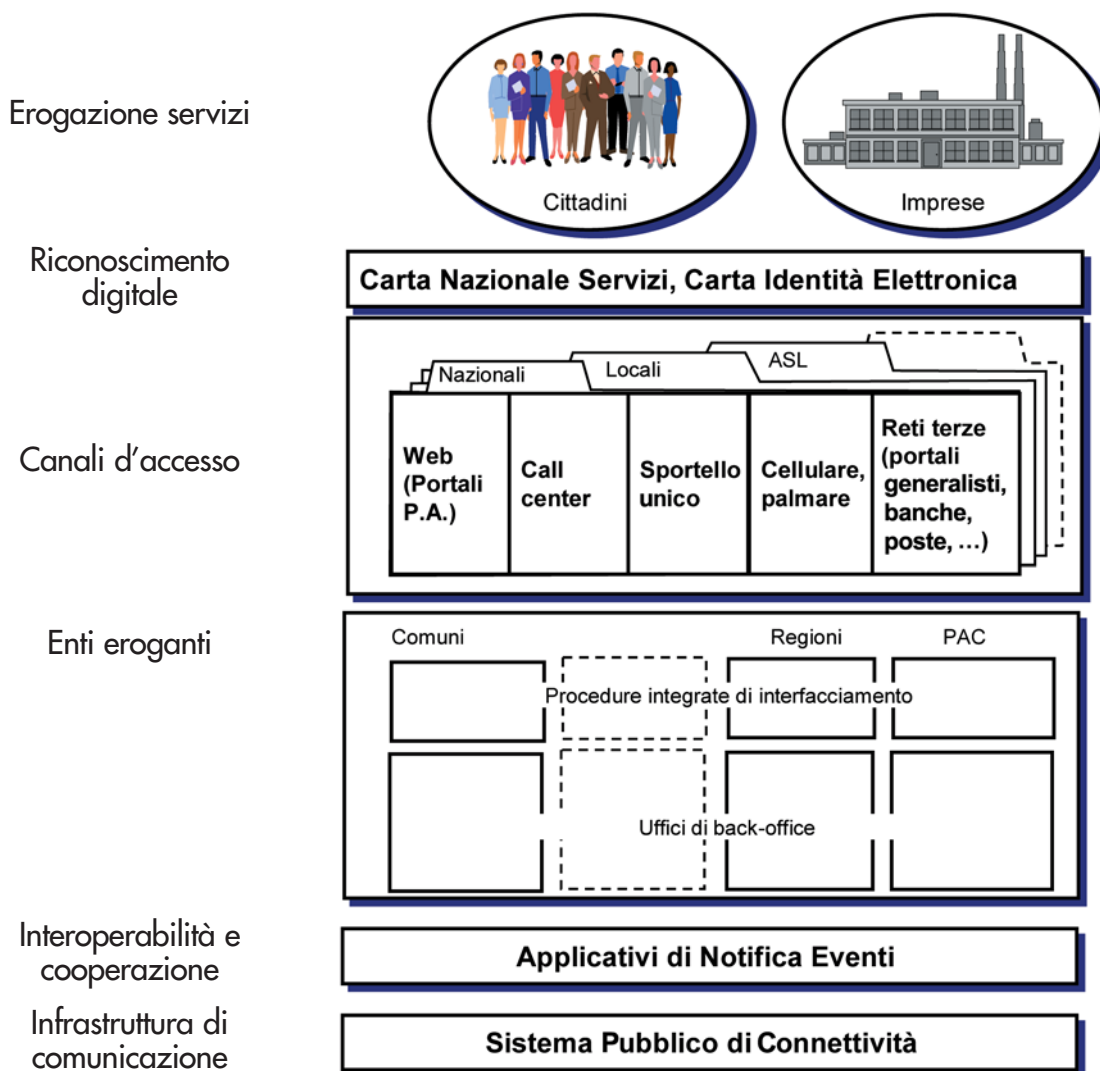 Erogazione servizi
Cittadini
Imprese
Riconoscimento
digitale
Carta Nazionale Servizi, Carta Identità Elettronica
Canali d'accesso
Nazionali
Locali
ASL
Web
(Portali
P.A.)
Call
center
Sportello
unico
Cellulare,
palmare
Reti terze
(portali
generalisti,
banche,
poste, ...)
Enti eroganti
Comuni
Regioni
PAC
Procedure integrate di interfacciamento
Uffici di back-office
Interoperabilità e
cooperazione
Applicativi di Notifica Eventi
Infrastruttura di
comunicazione
Sistema Pubblico di Connettività